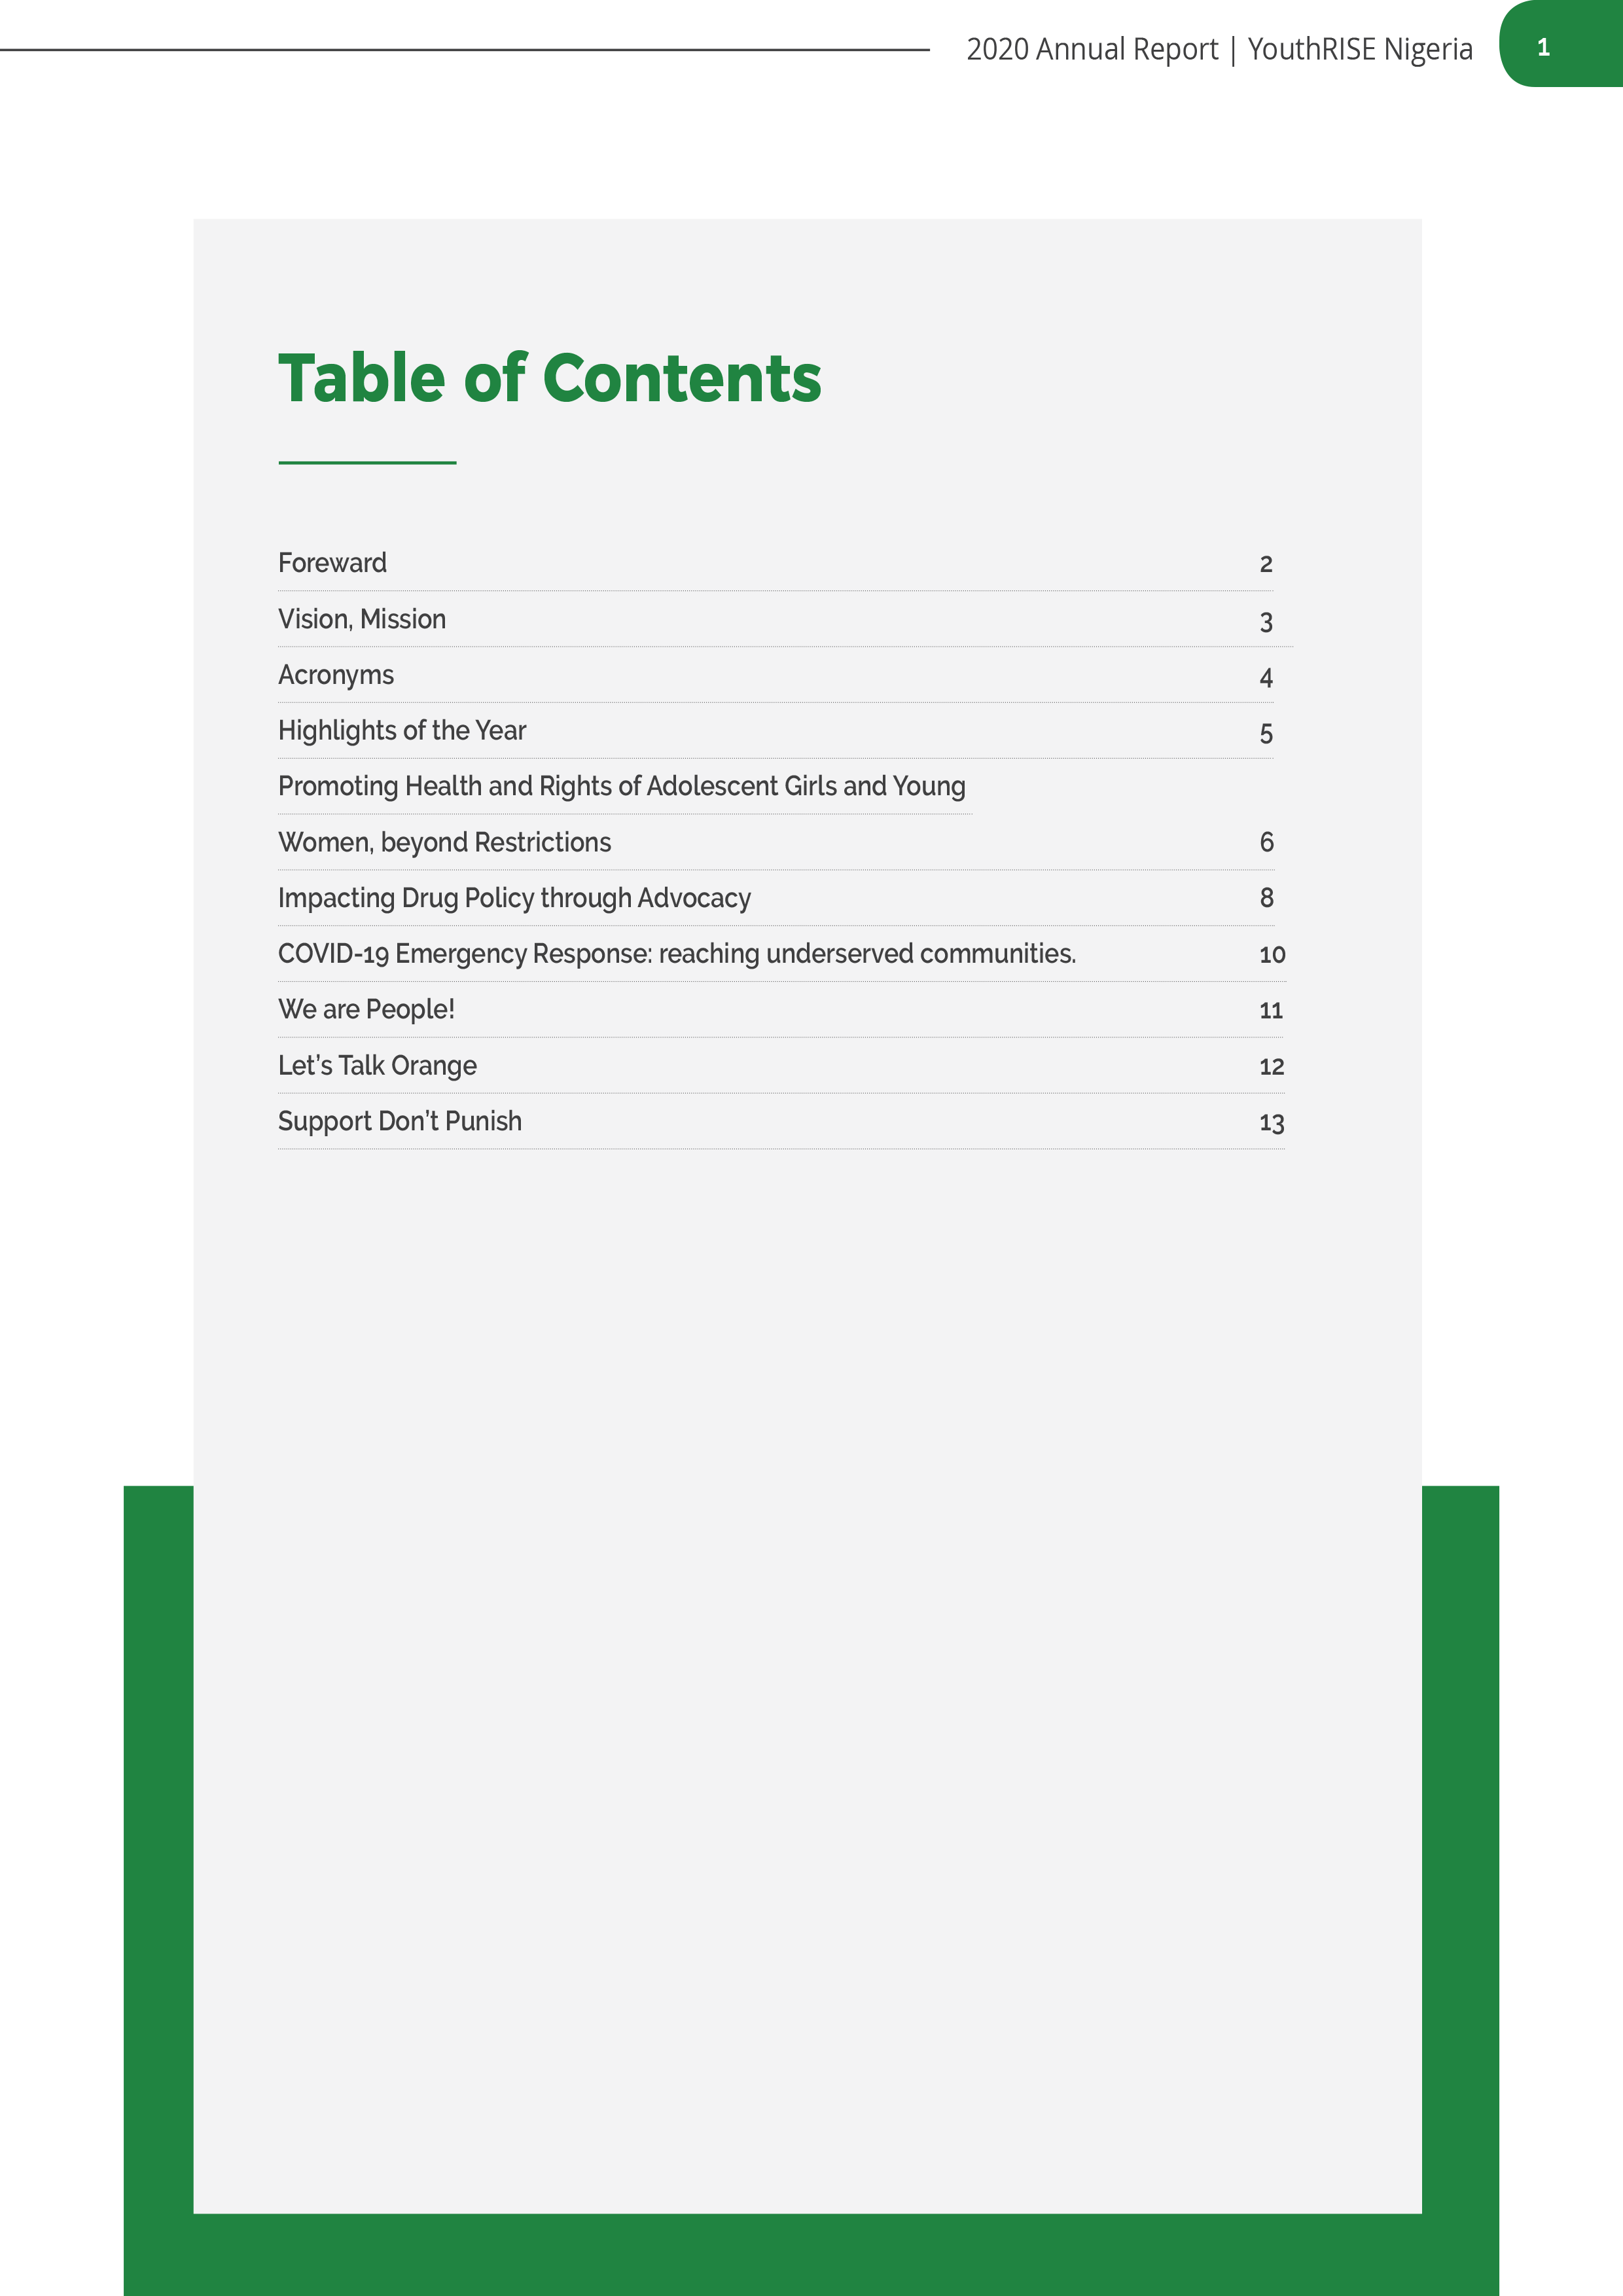 2020 Annual Report | YouthRISE Nigeria 1
Table of Contents
Foreward 2
Vision, Mission 3
Acronyms 4
Highlights of the Year 5
Promoting Health and Rights of Adolescent Girls and Young
Women, beyond Restrictions 6
Impacting Drug Policy through Advocacy 8
COVID-19 Emergency Response: reaching underserved communities. 10
We are People! 11
Let’s Talk Orange 12
Support Don’t Punish 13